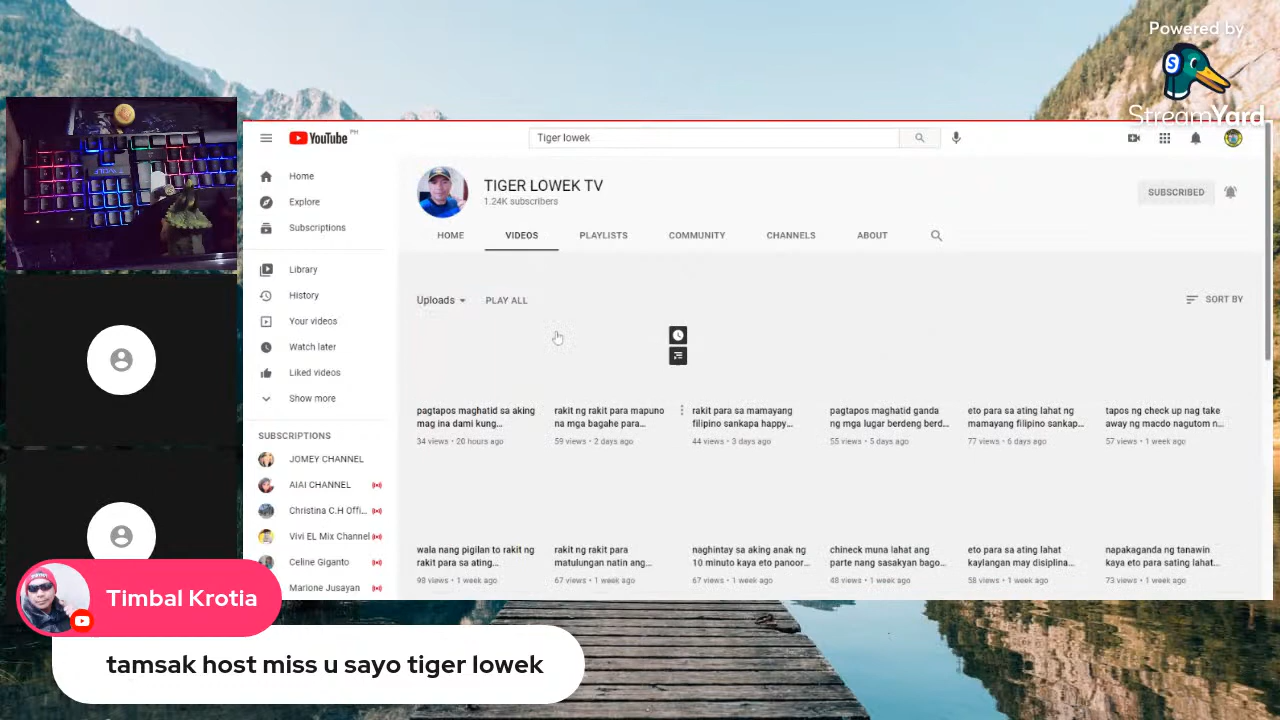 Powered by
StreamYard
YouTube PH
Tiger lowek
Home
Explore
Subscriptions
Library
History
Your videos
Watch later
Liked videos
Show more
SUBSCRIPTIONS
JOMEY CHANNEL
AIAI CHANNEL
Christina C.H Offi...
Vivi EL Mix Channel
Celine Giganto
Marione Jusayan
TIGER LOWEK TV
1.24K subscribers
SUBSCRIBED
HOME VIDEOS PLAYLISTS COMMUNITY CHANNELS ABOUT
Uploads PLAY ALL SORT BY
pagtapos maghatid sa aking
mag ina dami kung...
34 views • 20 hours ago
rakit ng rakit para mapuno
na mga bagahe para...
59 views • 2 days ago
rakit para sa mamayang
filipino sankapa happy...
44 views • 3 days ago
pagtapos maghatid ganda
ng mga lugar berdeng berd...
55 views • 5 days ago
eto para sa ating lahat ng
mamayang filipino sankap...
77 views • 6 days ago
tapos ng check up nag take
away ng macdo nagutom n...
57 views • 1 week ago
wala nang pigilan to rakit ng
rakit para sa ating...
98 views • 1 week ago
rakit ng rakit para
matulungan natin ang...
67 views • 1 week ago
naghintay sa aking anak ng
10 minuto kaya eto panoor...
67 views • 1 week ago
chineck muna lahat ang
parte nang sasakyan bago...
48 views • 1 week ago
eto para sa ating lahat
kaylangan may disiplina...
58 views • 1 week ago
napakaganda ng tanawin
kaya eto para sating lahat...
73 views • 1 week ago
Timbal Krotia
tamsak host miss u sayo tiger lowek